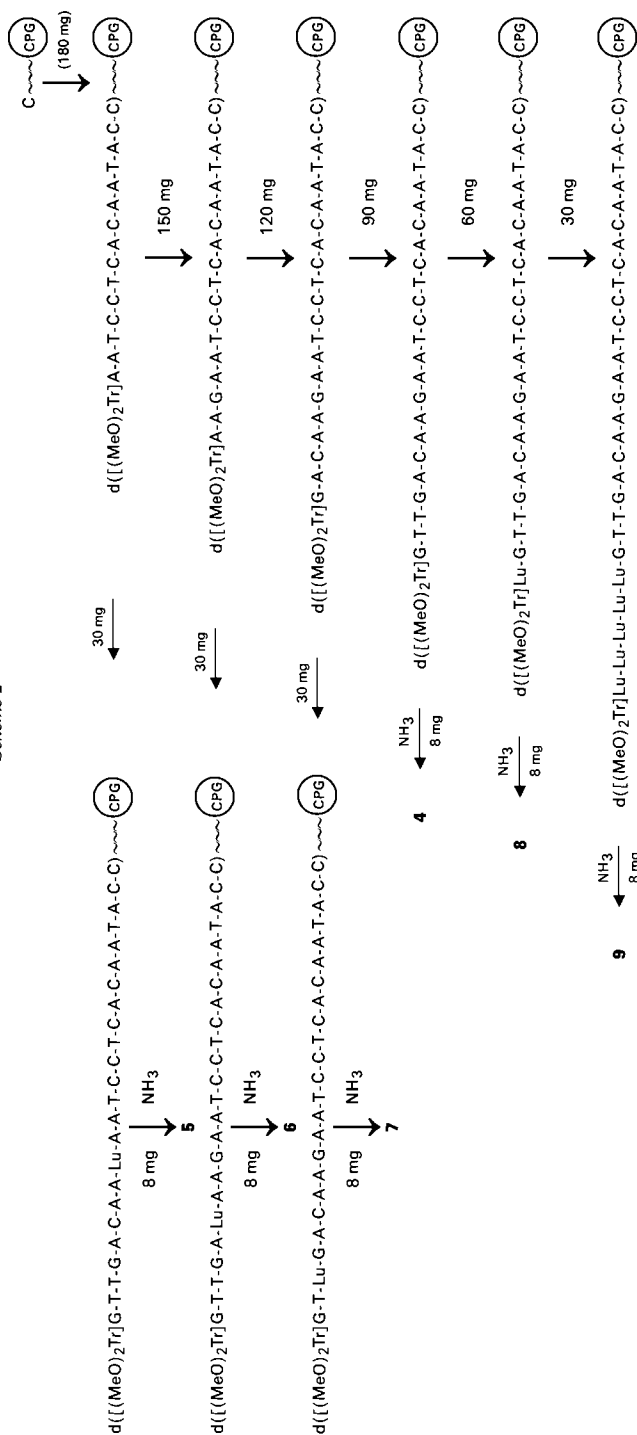 C CPG
(180 mg)
d([(MeO)2Tr]A-A-T-C-C-T-C-A-C-A-A-T-A-C-C) CPG
30 mg
150 mg
d([(MeO)2Tr]G-T-T-G-A-C-A-A-Lu-A-A-T-C-C-T-C-A-C-A-A-T-A-C-C) CPG
8 mg NH3
5
d([(MeO)2Tr]A-A-G-A-A-T-C-C-T-C-A-C-A-A-T-A-C-C) CPG
30 mg
120 mg
d([(MeO)2Tr]G-T-T-G-A-Lu-A-A-G-A-A-T-C-C-T-C-A-C-A-A-T-A-C-C) CPG
8 mg NH3
6
d([(MeO)2Tr]G-A-C-A-A-G-A-A-T-C-C-T-C-A-C-A-A-T-A-C-C) CPG
30 mg
90 mg
d([(MeO)2Tr]G-T-Lu-G-A-C-A-A-G-A-A-T-C-C-T-C-A-C-A-A-T-A-C-C) CPG
8 mg NH3
7
d([(MeO)2Tr]G-T-T-G-A-C-A-A-G-A-A-T-C-C-T-C-A-C-A-A-T-A-C-C) CPG
NH3
8 mg
4
60 mg
d([(MeO)2Tr]Lu-G-T-T-G-A-C-A-A-G-A-A-T-C-C-T-C-A-C-A-A-T-A-C-C) CPG
NH3
8 mg
8
30 mg
d([(MeO)2Tr]Lu-Lu-Lu-Lu-Lu-G-T-T-G-A-C-A-A-G-A-A-T-C-C-T-C-A-C-A-A-T-A-C-C) CPG
NH3
8 mg
9